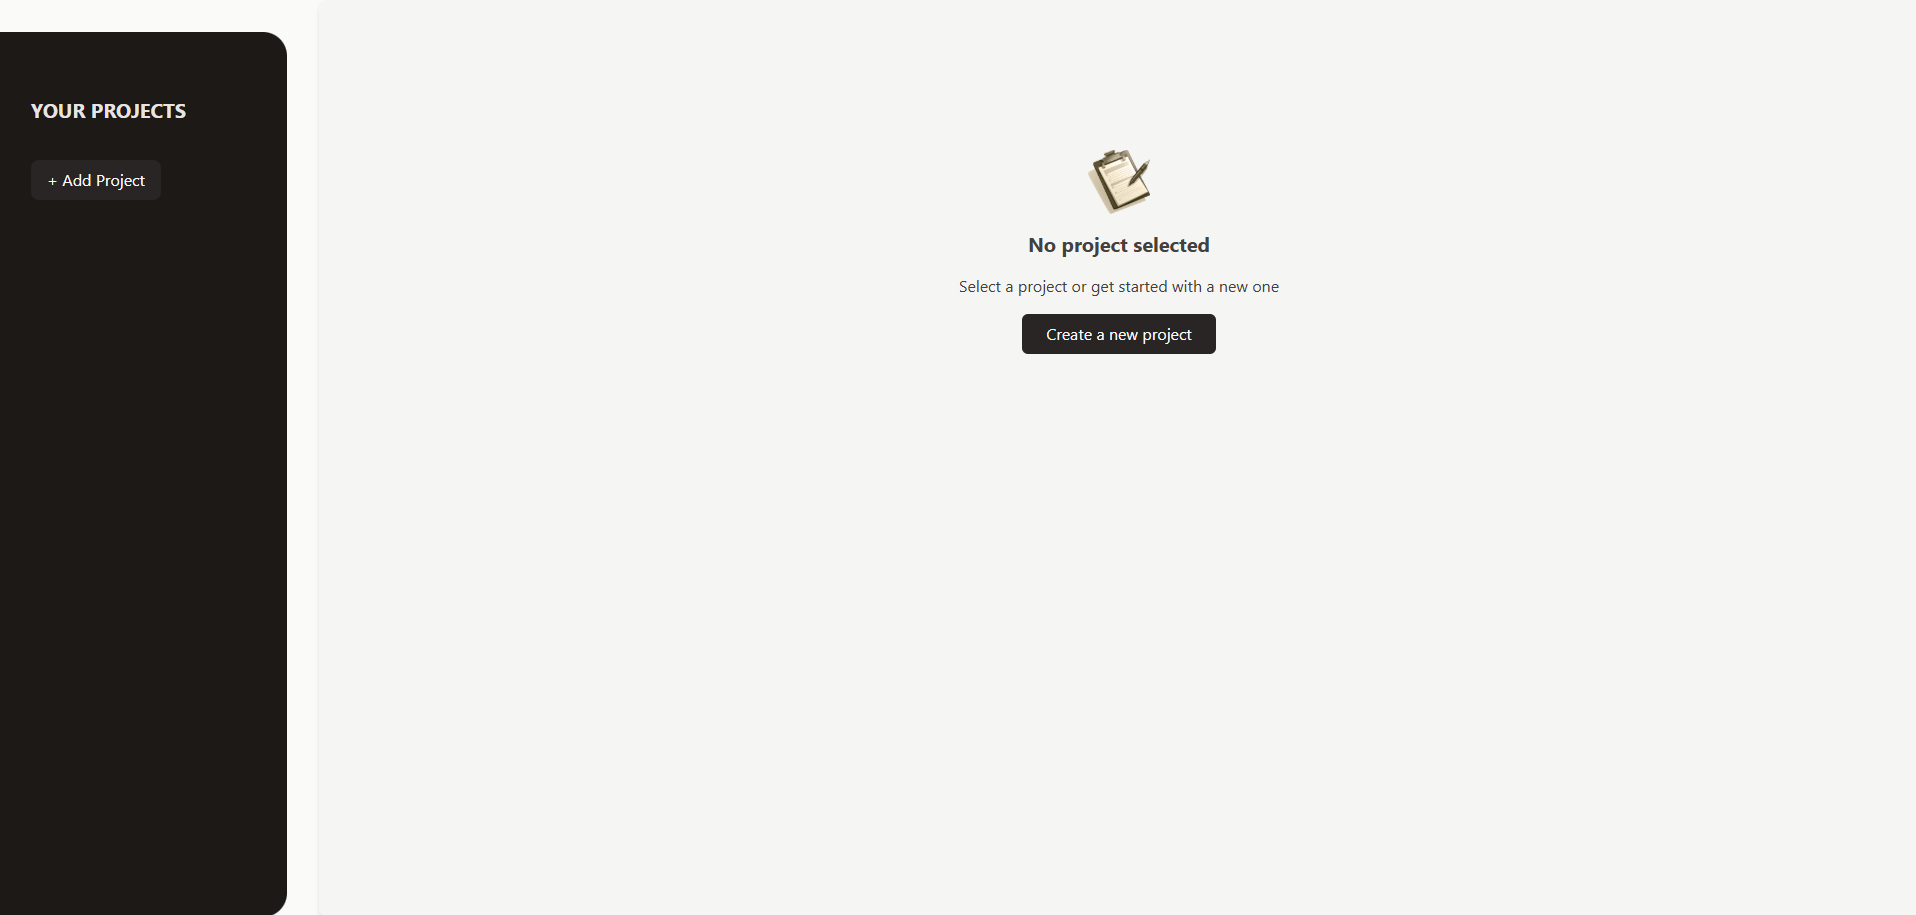 YOUR PROJECTS
+ Add Project
No project selected
Select a project or get started with a new one
Create a new project